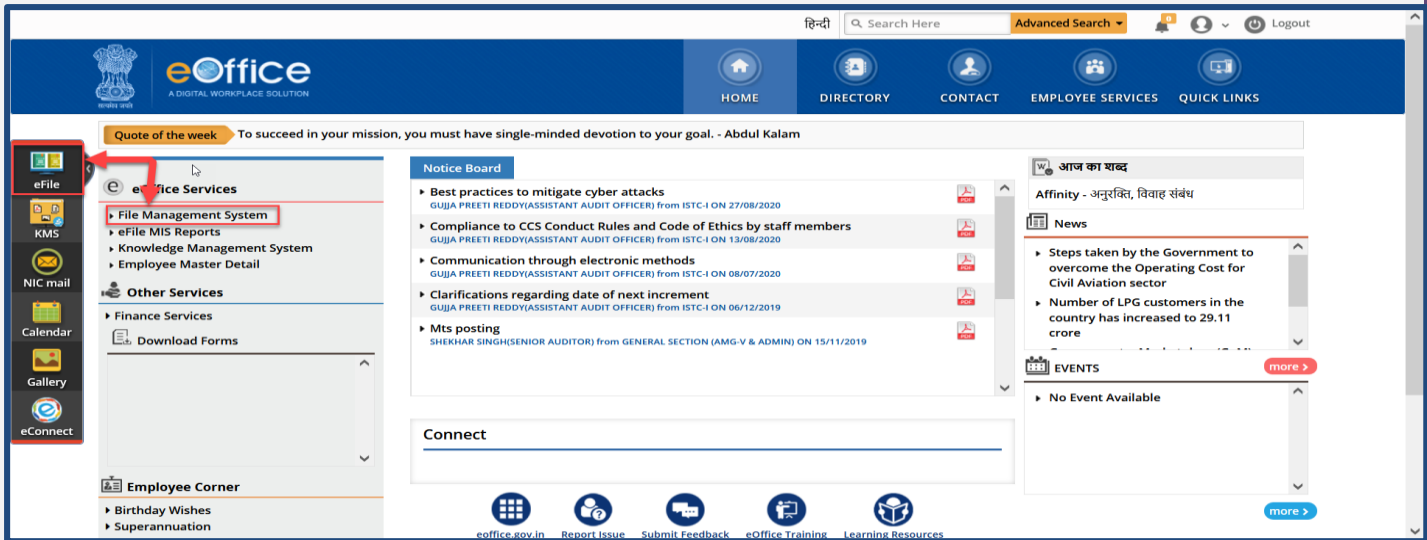 हिन्दी
Search Here
Advanced Search
0
Logout
सत्यमेव जयते
eOffice
A DIGITAL WORKPLACE SOLUTION
HOME
DIRECTORY
CONTACT
EMPLOYEE SERVICES
QUICK LINKS
Quote of the week
To succeed in your mission, you must have single-minded devotion to your goal. - Abdul Kalam
eFile
KMS
NIC mail
Calendar
Gallery
eConnect
eOffice Services
File Management System
eFile MIS Reports
Knowledge Management System
Employee Master Detail
Other Services
Finance Services
Download Forms
Employee Corner
Birthday Wishes
Superannuation
Notice Board
Best practices to mitigate cyber attacks
GUJJA PREETI REDDY(ASSISTANT AUDIT OFFICER) from ISTC-I ON 27/08/2020
PDF
Compliance to CCS Conduct Rules and Code of Ethics by staff members
GUJJA PREETI REDDY(ASSISTANT AUDIT OFFICER) from ISTC-I ON 13/08/2020
PDF
Communication through electronic methods
GUJJA PREETI REDDY(ASSISTANT AUDIT OFFICER) from ISTC-I ON 08/07/2020
PDF
Clarifications regarding date of next increment
GUJJA PREETI REDDY(ASSISTANT AUDIT OFFICER) from ISTC-I ON 06/12/2019
PDF
Mts posting
SHEKHAR SINGH(SENIOR AUDITOR) from GENERAL SECTION (AMG-V & ADMIN) ON 15/11/2019
PDF
Connect
eoffice.gov.in
Report Issue
Submit Feedback
eOffice Training
Learning Resources
आज का शब्द
Affinity - अनुरक्ति, विवाह संबंध
News
Steps taken by the Government to
overcome the Operating Cost for
Civil Aviation sector
Number of LPG customers in the
country has increased to 29.11
crore
EVENTS
more >
No Event Available
more >